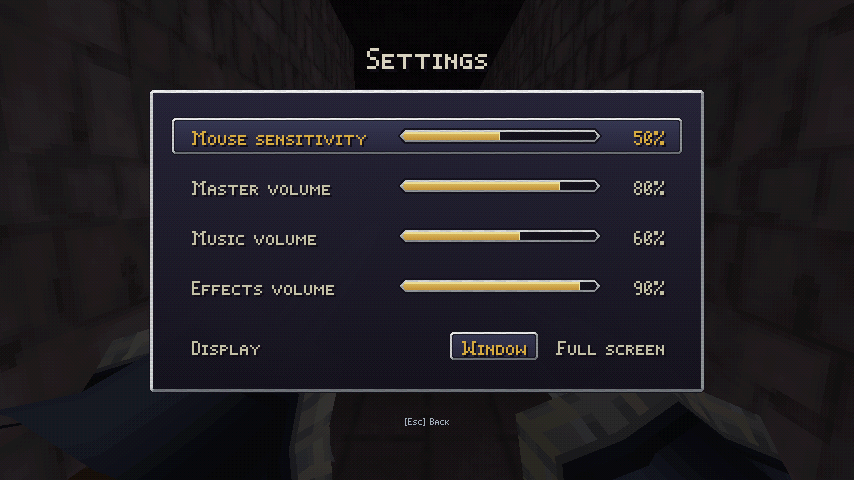 Settings
Mouse sensitivity 50%
Master volume 80%
Music volume 60%
Effects volume 90%
Display Window Full screen
[Esc] Back